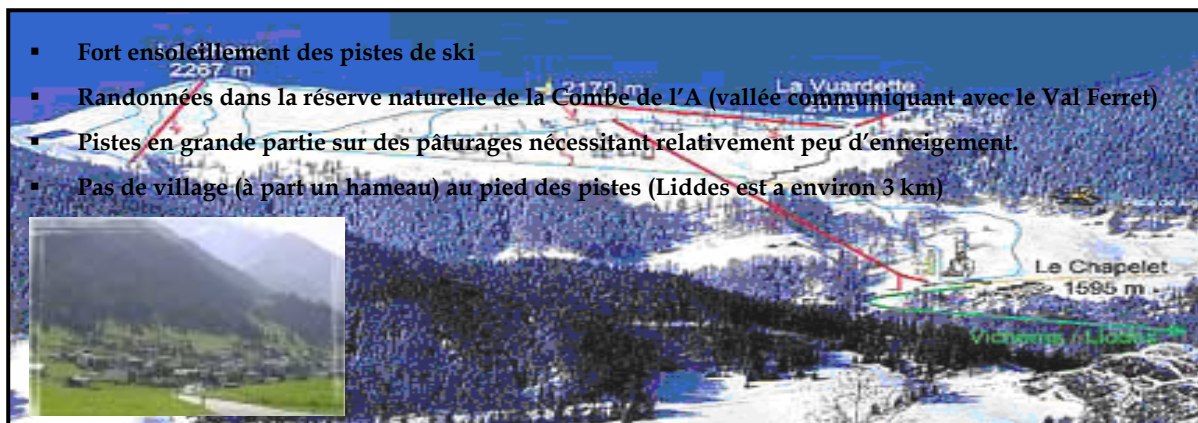 ▪ Fort ensoleillement des pistes de ski
2267 m
▪ Randonnées dans la réserve naturelle de la Combe de l’A (vallée communiquant avec le Val Ferret)
La Vuardette
▪ Pistes en grande partie sur des pâturages nécessitant relativement peu d’enneigement.
▪ Pas de village (à part un hameau) au pied des pistes (Liddes est a environ 3 km)
Le Chapelet
1595 m
Vichères / Liddes